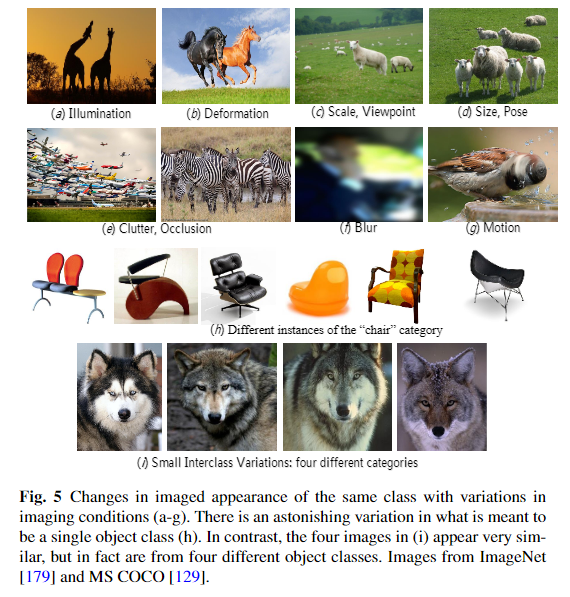 (a) Illumination
(b) Deformation
(c) Scale, Viewpoint
(d) Size, Pose
(e) Clutter, Occlusion
(f) Blur
(g) Motion
(h) Different instances of the “chair” category
(i) Small Interclass Variations: four different categories
Fig. 5 Changes in imaged appearance of the same class with variations in
imaging conditions (a-g). There is an astonishing variation in what is meant to
be a single object class (h). In contrast, the four images in (i) appear very sim-
ilar, but in fact are from four different object classes. Images from ImageNet
[179] and MS COCO [129].